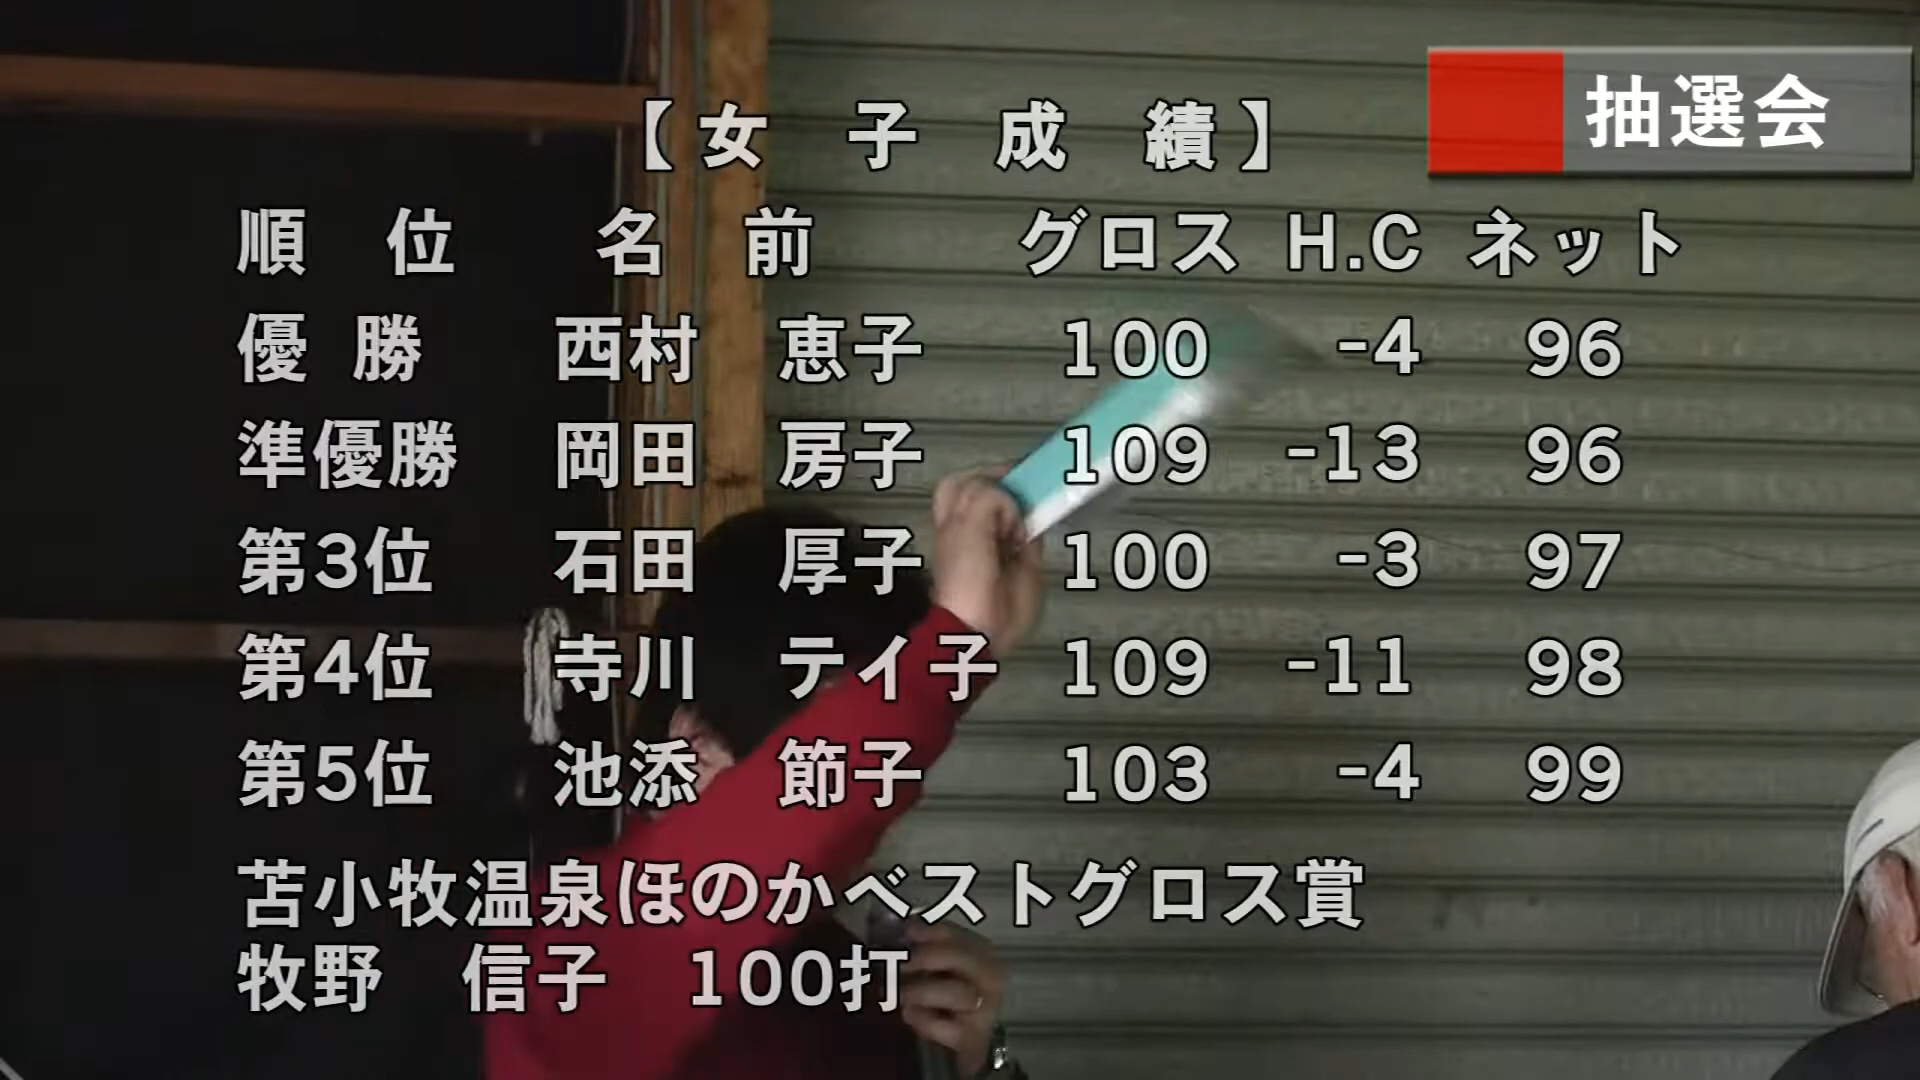 抽選会
【女子成績】
順位 名前 グロス H.C ネット
優勝 西村 恵子 100 -4 96
準優勝 岡田 房子 109 -13 96
第3位 石田 厚子 100 -3 97
第4位 寺川 テイ子 109 -11 98
第5位 池添 節子 103 -4 99
苫小牧温泉ほのかベストグロス賞
牧野 信子 100打